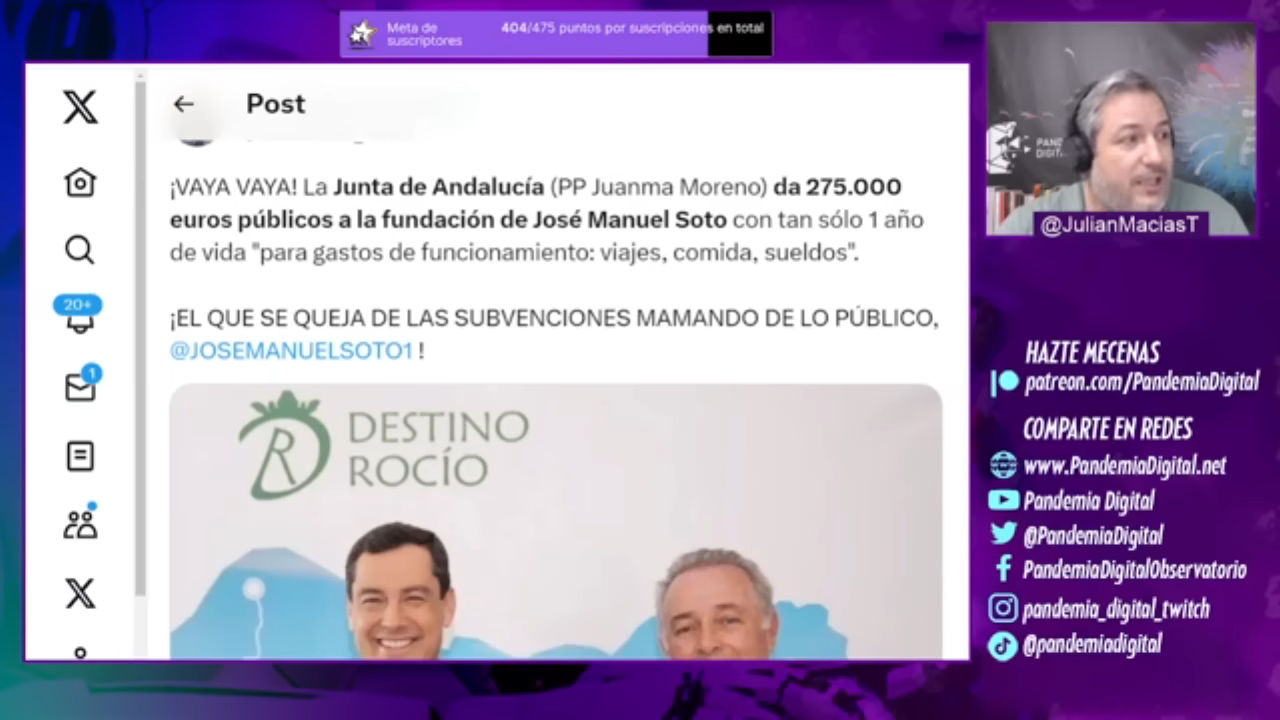 Meta de
suscriptores
404/475 puntos por suscripciones en total
Post
¡VAYA VAYA! La Junta de Andalucía (PP Juanma Moreno) da 275.000
euros públicos a la fundación de José Manuel Soto con tan sólo 1 año
de vida "para gastos de funcionamiento: viajes, comida, sueldos".
¡EL QUE SE QUEJA DE LAS SUBVENCIONES MAMANDO DE LO PÚBLICO,
@JOSEMANUELSOTO1 !
DESTINO
ROCÍO
R
20+
1
@JulianMaciasT
HAZTE MECENAS
patreon.com/PandemiaDigital
COMPARTE EN REDES
www.PandemiaDigital.net
Pandemia Digital
@PandemiaDigital
PandemiaDigitalObservatorio
pandemia_digital_twitch
@pandemiadigital